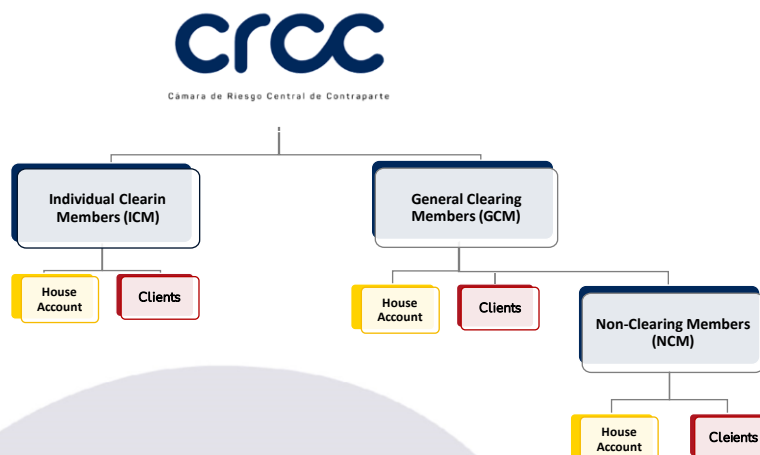 crcc
Cámara de Riesgo Central de Contraparte
Individual Clearin
Members (ICM)
General Clearing
Members (GCM)
House
Account
Clients
House
Account
Clients
Non-Clearing Members
(NCM)
House
Account
Cleients